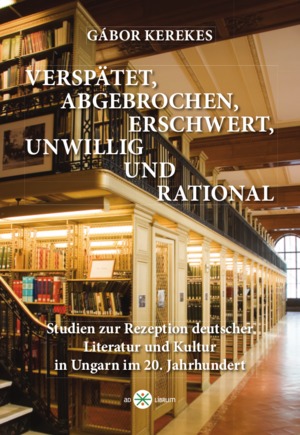 GÁBOR KEREKES
VERSPÄTET,
ABGEBROCHEN,
ERSCHWERT,
UNWILLIG
UND
RATIONAL
Studien zur Rezeption deutscher
Literatur und Kultur
in Ungarn im 20. Jahrhundert
AD LIBRUM